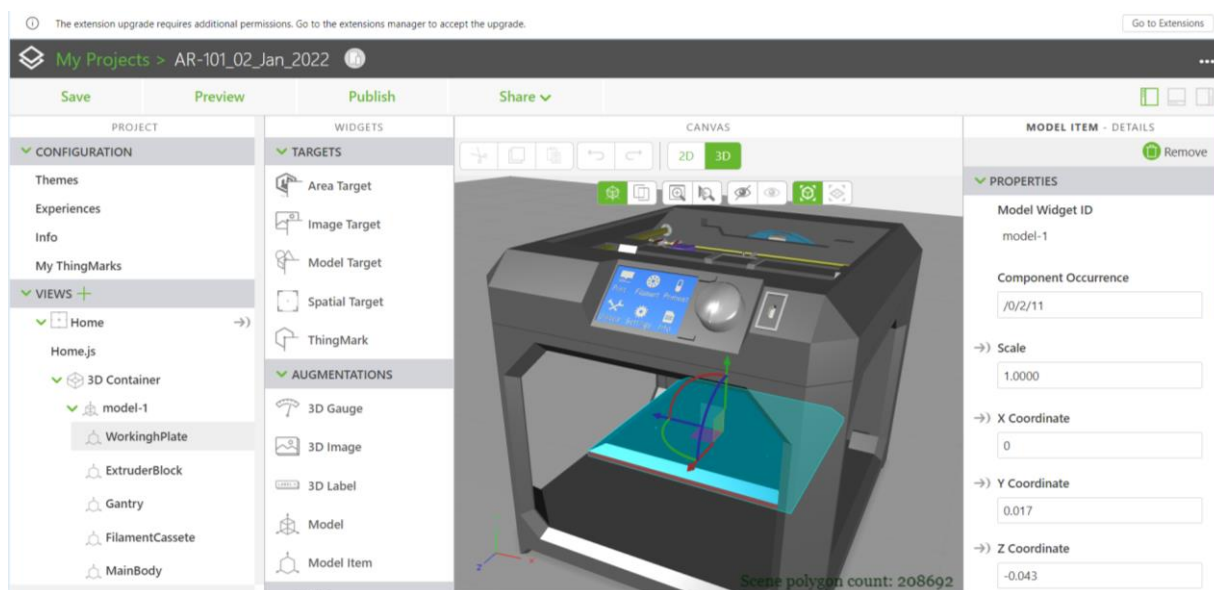 The extension upgrade requires additional permissions. Go to the extensions manager to accept the upgrade.
Go to Extensions
My Projects > AR-101_02_Jan_2022
Save
Preview
Publish
Share
PROJECT
CONFIGURATION
Themes
Experiences
Info
My ThingMarks
VIEWS
Home
Home.js
3D Container
model-1
WorkinghPlate
ExtruderBlock
Gantry
FilamentCassete
MainBody
WIDGETS
TARGETS
Area Target
Image Target
Model Target
Spatial Target
ThingMark
AUGMENTATIONS
3D Gauge
3D Image
3D Label
Model
Model Item
CANVAS
2D
3D
Print
Filament
Preheat
Settings
Info
z
x
Scene polygon count: 208692
MODEL ITEM - DETAILS
Remove
PROPERTIES
Model Widget ID
model-1
Component Occurrence
/0/2/11
Scale
1.0000
X Coordinate
0
Y Coordinate
0.017
Z Coordinate
-0.043